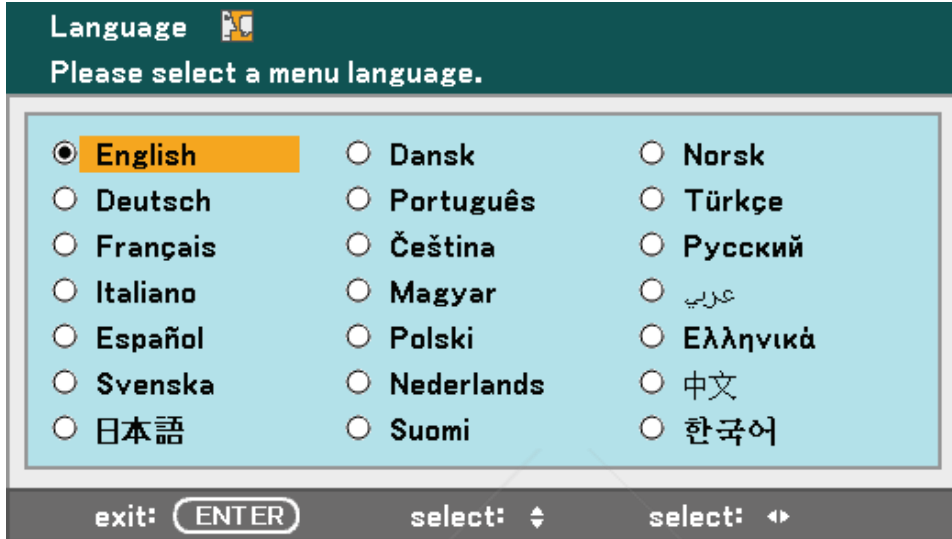 Language
Please select a menu language.
English Dansk Norsk
Deutsch Português Türkçe
Français Čeština Русский
Italiano Magyar عربي
Español Polski Ελληνικά
Svenska Nederlands 中文
日本語 Suomi 한국어
exit: ENTER select: select: